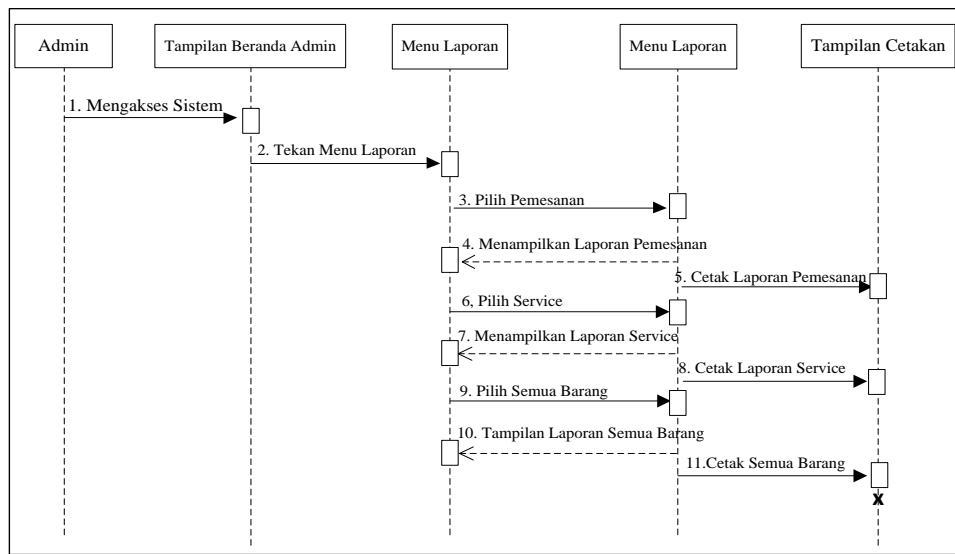 Admin
Tampilan Beranda Admin
Menu Laporan
Menu Laporan
Tampilan Cetakan
1. Mengakses Sistem
2. Tekan Menu Laporan
3. Pilih Pemesanan
4. Menampilkan Laporan Pemesanan
5. Cetak Laporan Pemesanan
6, Pilih Service
7. Menampilkan Laporan Service
8. Cetak Laporan Service
9. Pilih Semua Barang
10. Tampilan Laporan Semua Barang
11.Cetak Semua Barang
X